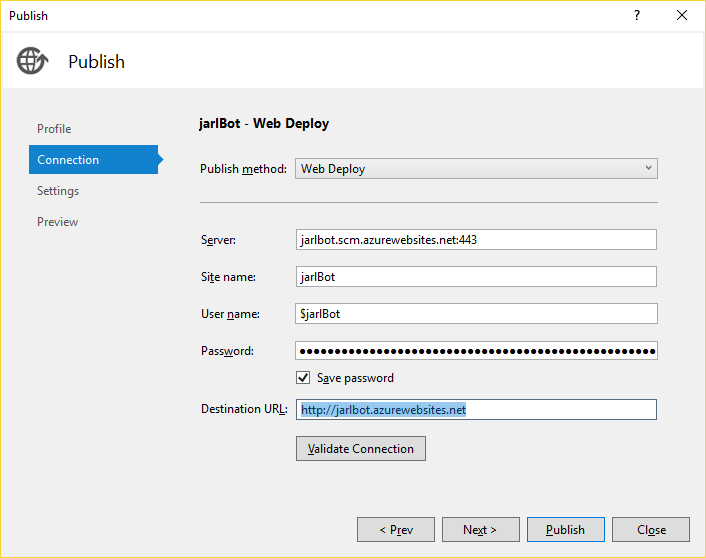 Publish
?
Publish
Profile
Connection
Settings
Preview
jarlBot - Web Deploy
Publish method: Web Deploy
Server: jarlbot.scm.azurewebsites.net:443
Site name: jarlBot
User name: $jarlBot
Password: ●●●●●●●●●●●●●●●●●●●●●●●●●●●●●●●●●●●●●●●●●●●●●●●●●●●
Save password
Destination URL: http://jarlbot.azurewebsites.net
Validate Connection
< Prev Next > Publish Close